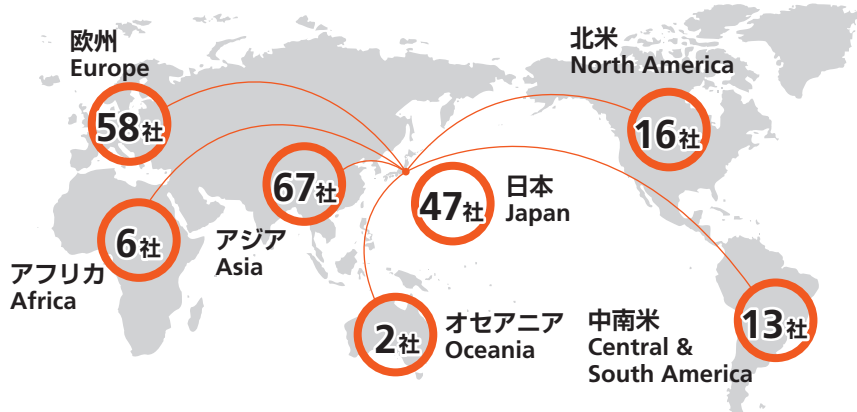 欧州
Europe
58社
北米
North America
16社
67社
アジア
Asia
47社
日本
Japan
6社
アフリカ
Africa
2社
オセアニア
Oceania
中南米
Central &
South America
13社